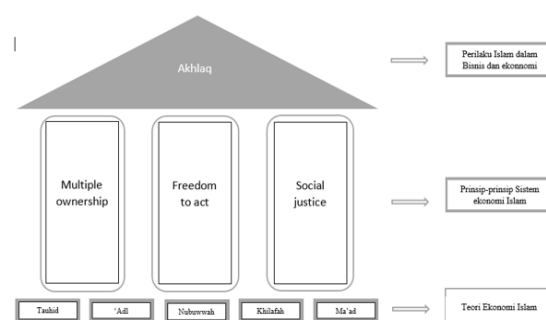 Akhlaq
Perilaku Islam dalam
Bisnis dan ekonnomi
Multiple
ownership
Freedom
to act
Social
justice
Prinsip-prinsip Sistem
ekonomi Islam
Tauhid
'Adl
Nubuwwah
Khilafah
Ma'ad
Teori Ekonomi Islam